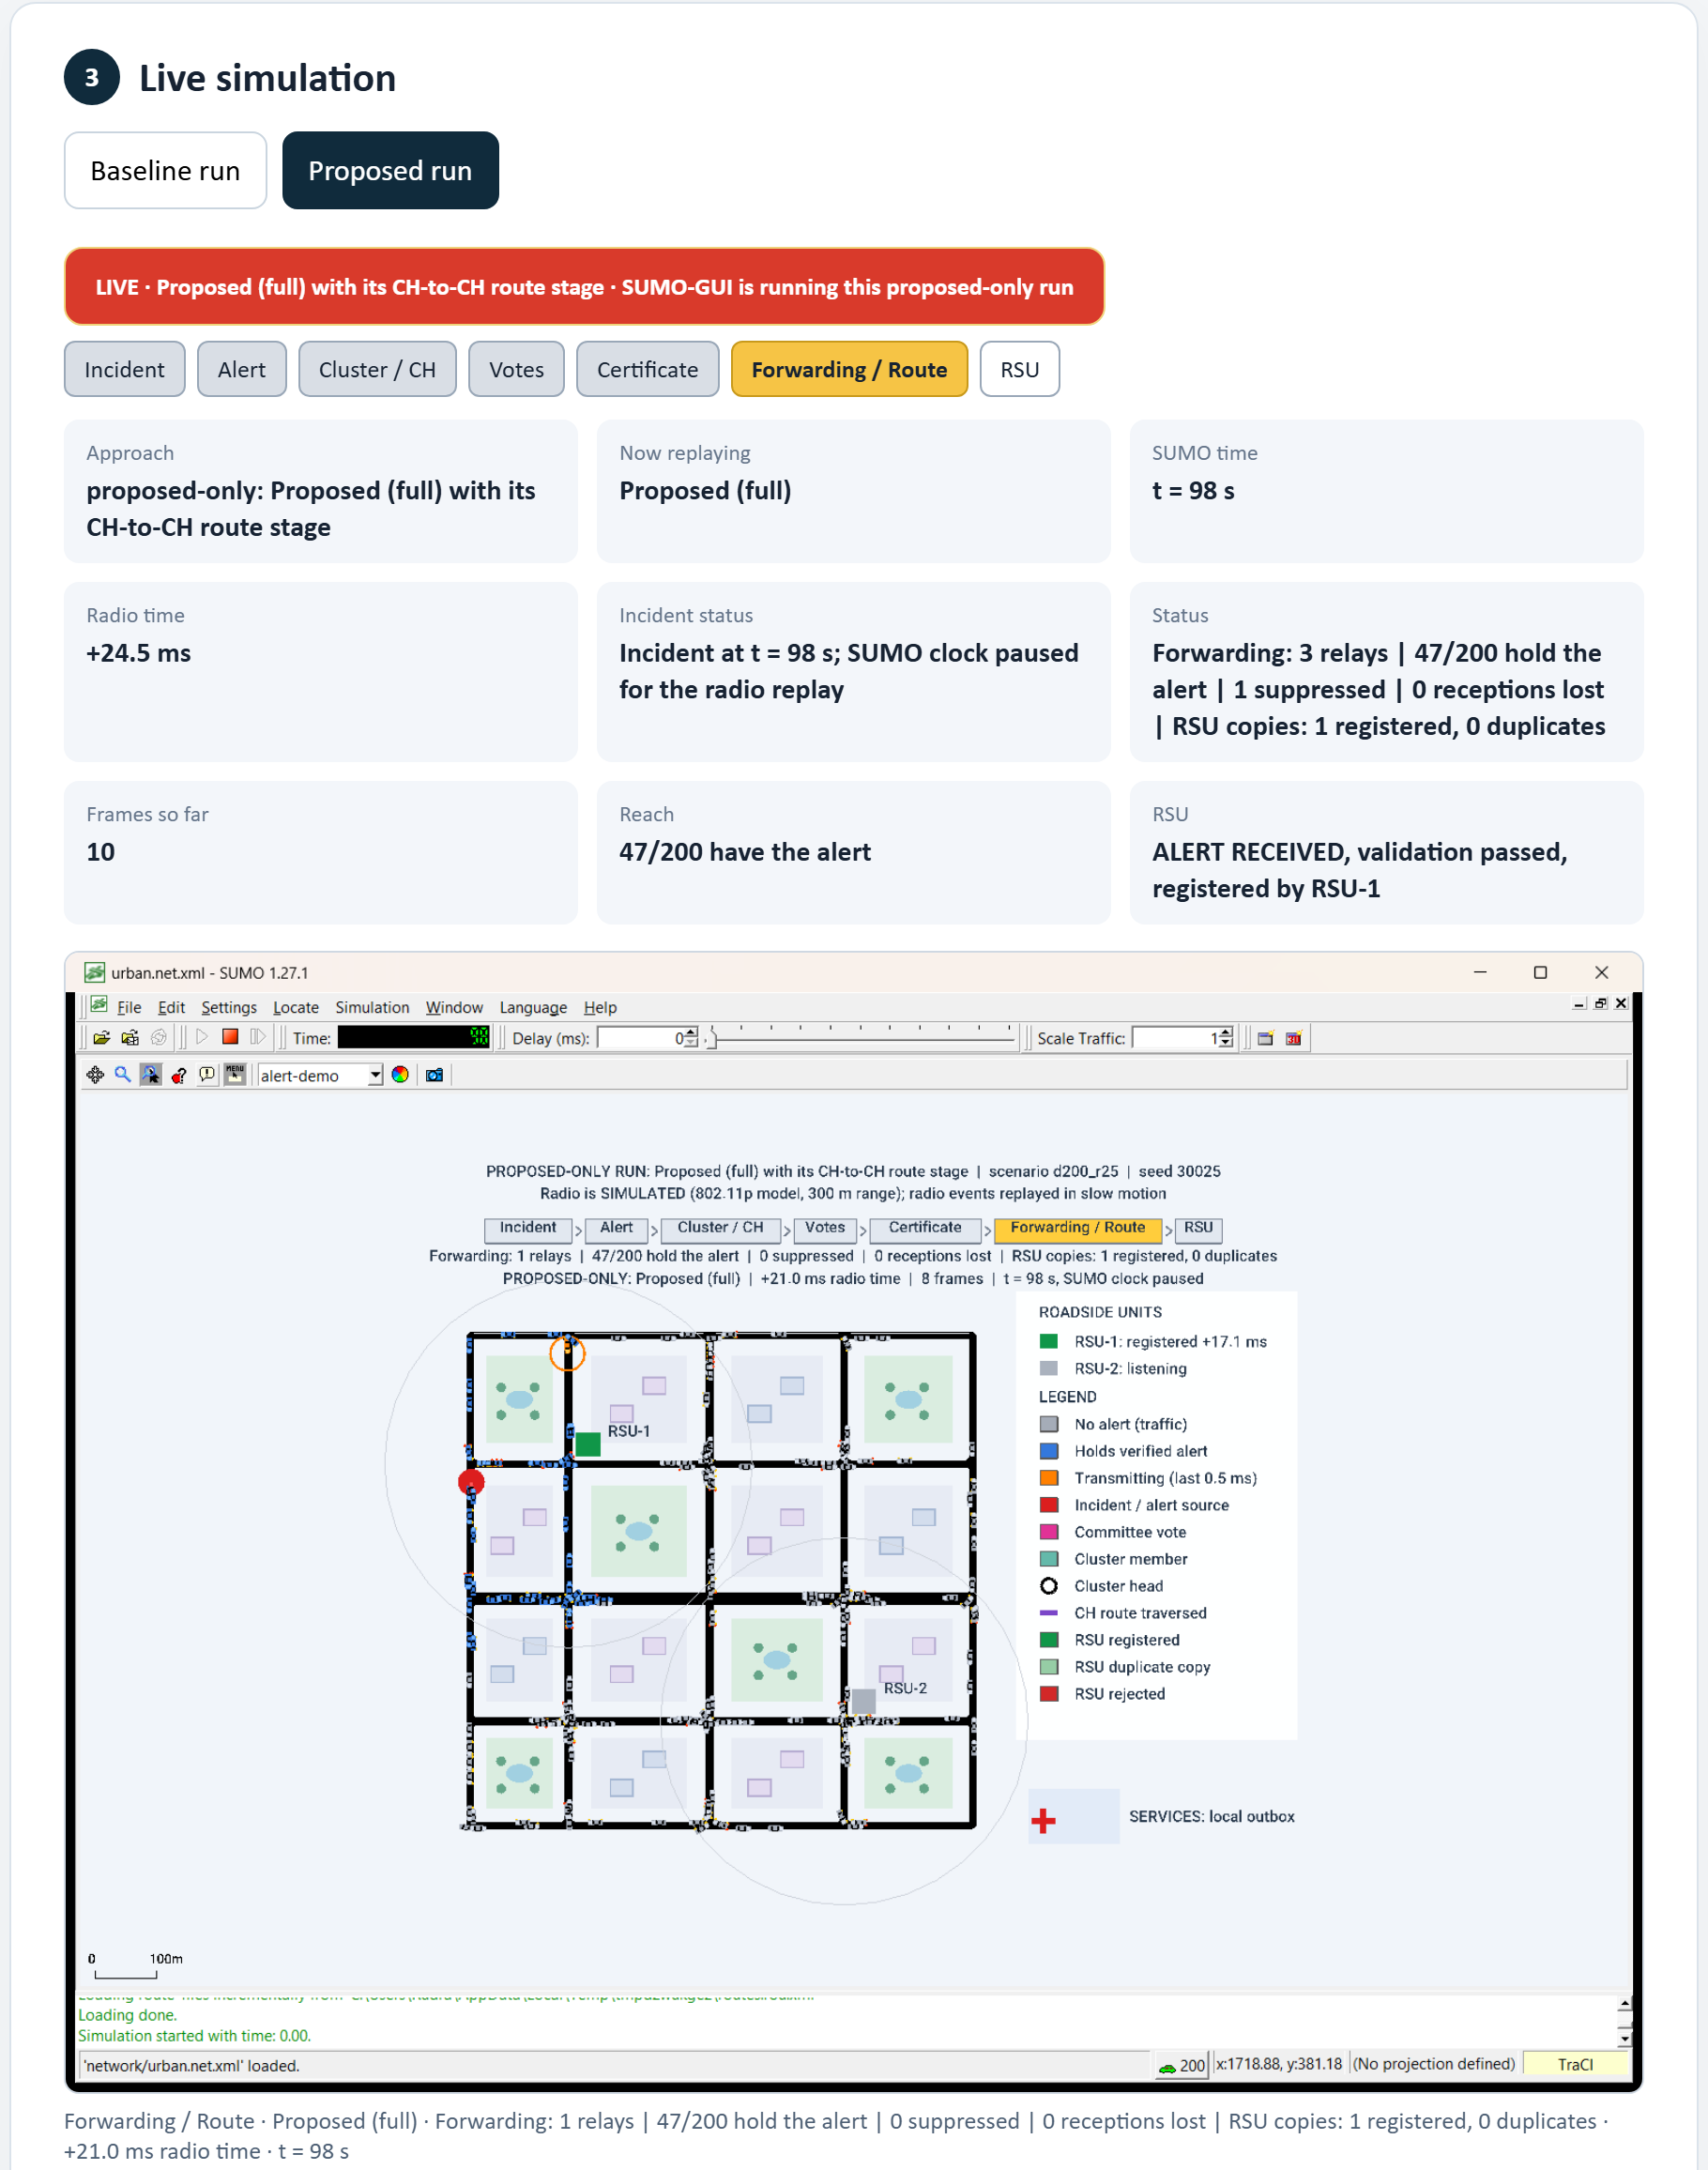 3 Live simulation
Baseline run Proposed run
LIVE · Proposed (full) with its CH-to-CH route stage · SUMO-GUI is running this proposed-only run
Incident Alert Cluster / CH Votes Certificate Forwarding / Route RSU
Approach
proposed-only: Proposed (full) with its
CH-to-CH route stage
Now replaying
Proposed (full)
SUMO time
t = 98 s
Radio time
+24.5 ms
Incident status
Incident at t = 98 s; SUMO clock paused
for the radio replay
Status
Forwarding: 3 relays | 47/200 hold the
alert | 1 suppressed | 0 receptions lost
| RSU copies: 1 registered, 0 duplicates
Frames so far
10
Reach
47/200 have the alert
RSU
ALERT RECEIVED, validation passed,
registered by RSU-1
urban.net.xml - SUMO 1.27.1
File Edit Settings Locate Simulation Window Language Help
Time: 98 Delay (ms): 0 Scale Traffic: 1
MENU alert-demo
PROPOSED-ONLY RUN: Proposed (full) with its CH-to-CH route stage | scenario d200_r25 | seed 30025
Radio is SIMULATED (802.11p model, 300 m range); radio events replayed in slow motion
Incident > Alert > Cluster / CH > Votes > Certificate > Forwarding / Route > RSU
Forwarding: 1 relays | 47/200 hold the alert | 0 suppressed | 0 receptions lost | RSU copies: 1 registered, 0 duplicates
PROPOSED-ONLY: Proposed (full) | +21.0 ms radio time | 8 frames | t = 98 s, SUMO clock paused
ROADSIDE UNITS
RSU-1: registered +17.1 ms
RSU-2: listening
LEGEND
No alert (traffic)
Holds verified alert
Transmitting (last 0.5 ms)
Incident / alert source
Committee vote
Cluster member
Cluster head
CH route traversed
RSU registered
RSU duplicate copy
RSU rejected
RSU-1
RSU-2
SERVICES: local outbox
0 100m
Loading done.
Simulation started with time: 0.00.
'network/urban.net.xml' loaded.
200 x:1718.88, y:381.18 (No projection defined) TraCI
Forwarding / Route · Proposed (full) · Forwarding: 1 relays | 47/200 hold the alert | 0 suppressed | 0 receptions lost | RSU copies: 1 registered, 0 duplicates ·
+21.0 ms radio time · t = 98 s